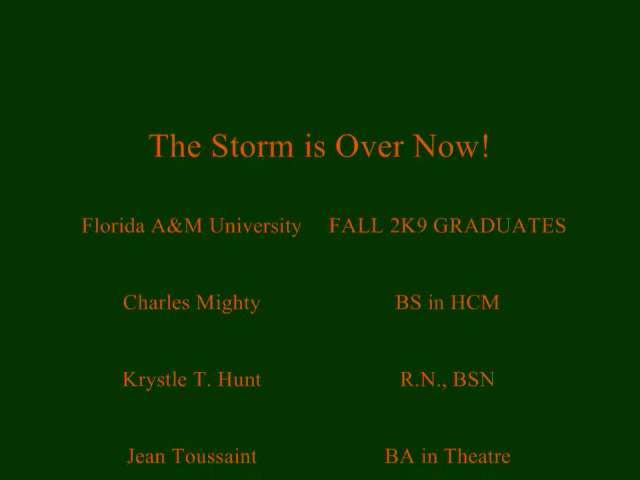 The Storm is Over Now!
Florida A&M University FALL 2K9 GRADUATES
Charles Mighty BS in HCM
Krystle T. Hunt R.N., BSN
Jean Toussaint BA in Theatre